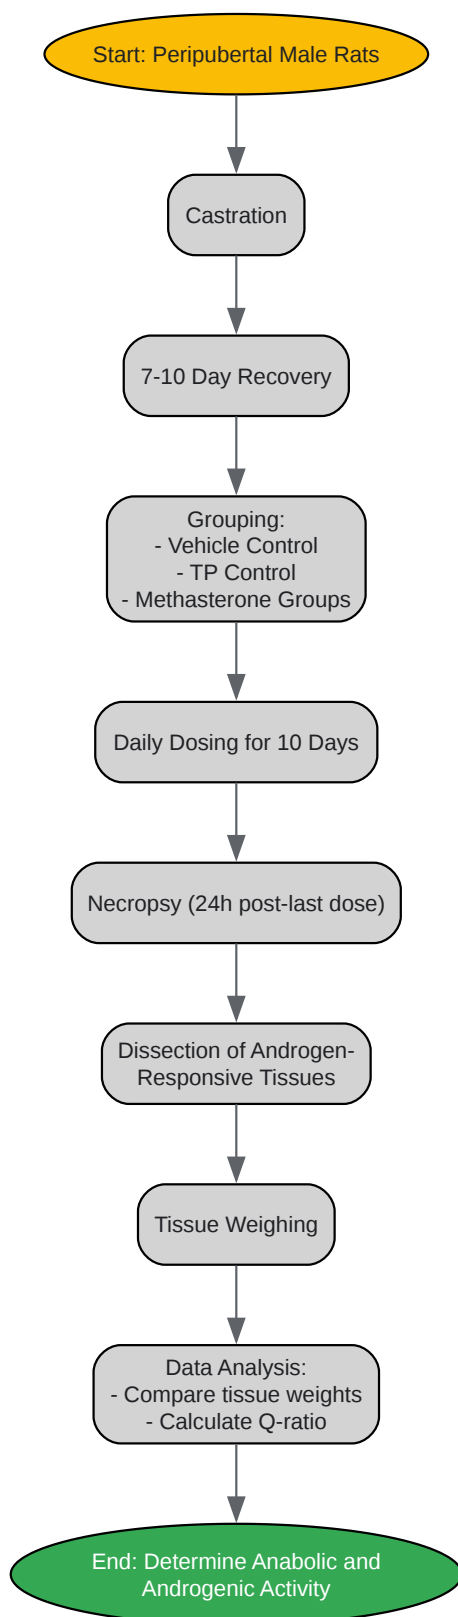 Start: Peripubertal Male Rats
Castration
7-10 Day Recovery
Grouping:
- Vehicle Control
- TP Control
- Methasterone Groups
Daily Dosing for 10 Days
Necropsy (24h post-last dose)
Dissection of Androgen-
Responsive Tissues
Tissue Weighing
Data Analysis:
- Compare tissue weights
- Calculate Q-ratio
End: Determine Anabolic and
Androgenic Activity